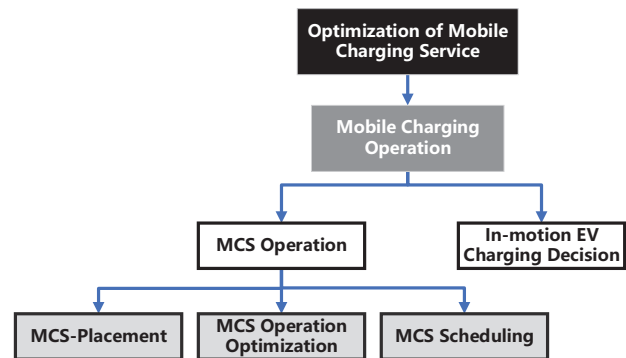 Optimization of Mobile
Charging Service
Mobile Charging
Operation
MCS Operation
In-motion EV
Charging Decision
MCS-Placement
MCS Operation
Optimization
MCS Scheduling